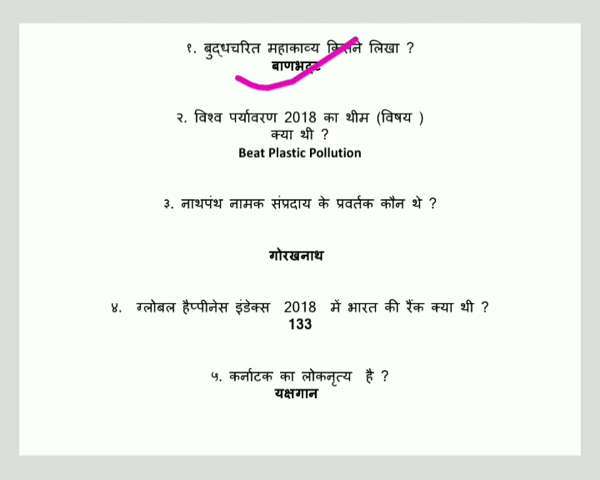 १. बुद्धचरित महाकाव्य किसने लिखा ?
बाणभट्ट
२. विश्व पर्यावरण 2018 का थीम (विषय )
क्या थी ?
Beat Plastic Pollution
३. नाथपंथ नामक संप्रदाय के प्रवर्तक कौन थे ?
गोरखनाथ
४. ग्लोबल हैप्पीनेस इंडेक्स 2018 में भारत की रैंक क्या थी ?
133
५. कर्नाटक का लोकनृत्य है ?
यक्षगान